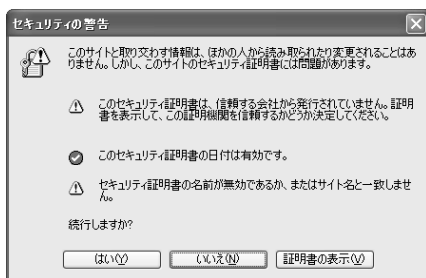 セキュリティの警告
このサイトと取り交わす情報は、ほかの人から読み取られたり変更されることはあ
りません。しかし、このサイトのセキュリティ証明書には問題があります。
このセキュリティ証明書は、信頼する会社から発行されていません。証明
書を表示して、この証明機関を信頼するかどうか決定してください。
このセキュリティ証明書の日付は有効です。
セキュリティ証明書の名前が無効であるか、またはサイト名と一致しませ
ん。
続行しますか?
はい(Y) いいえ(N) 証明書の表示(V)